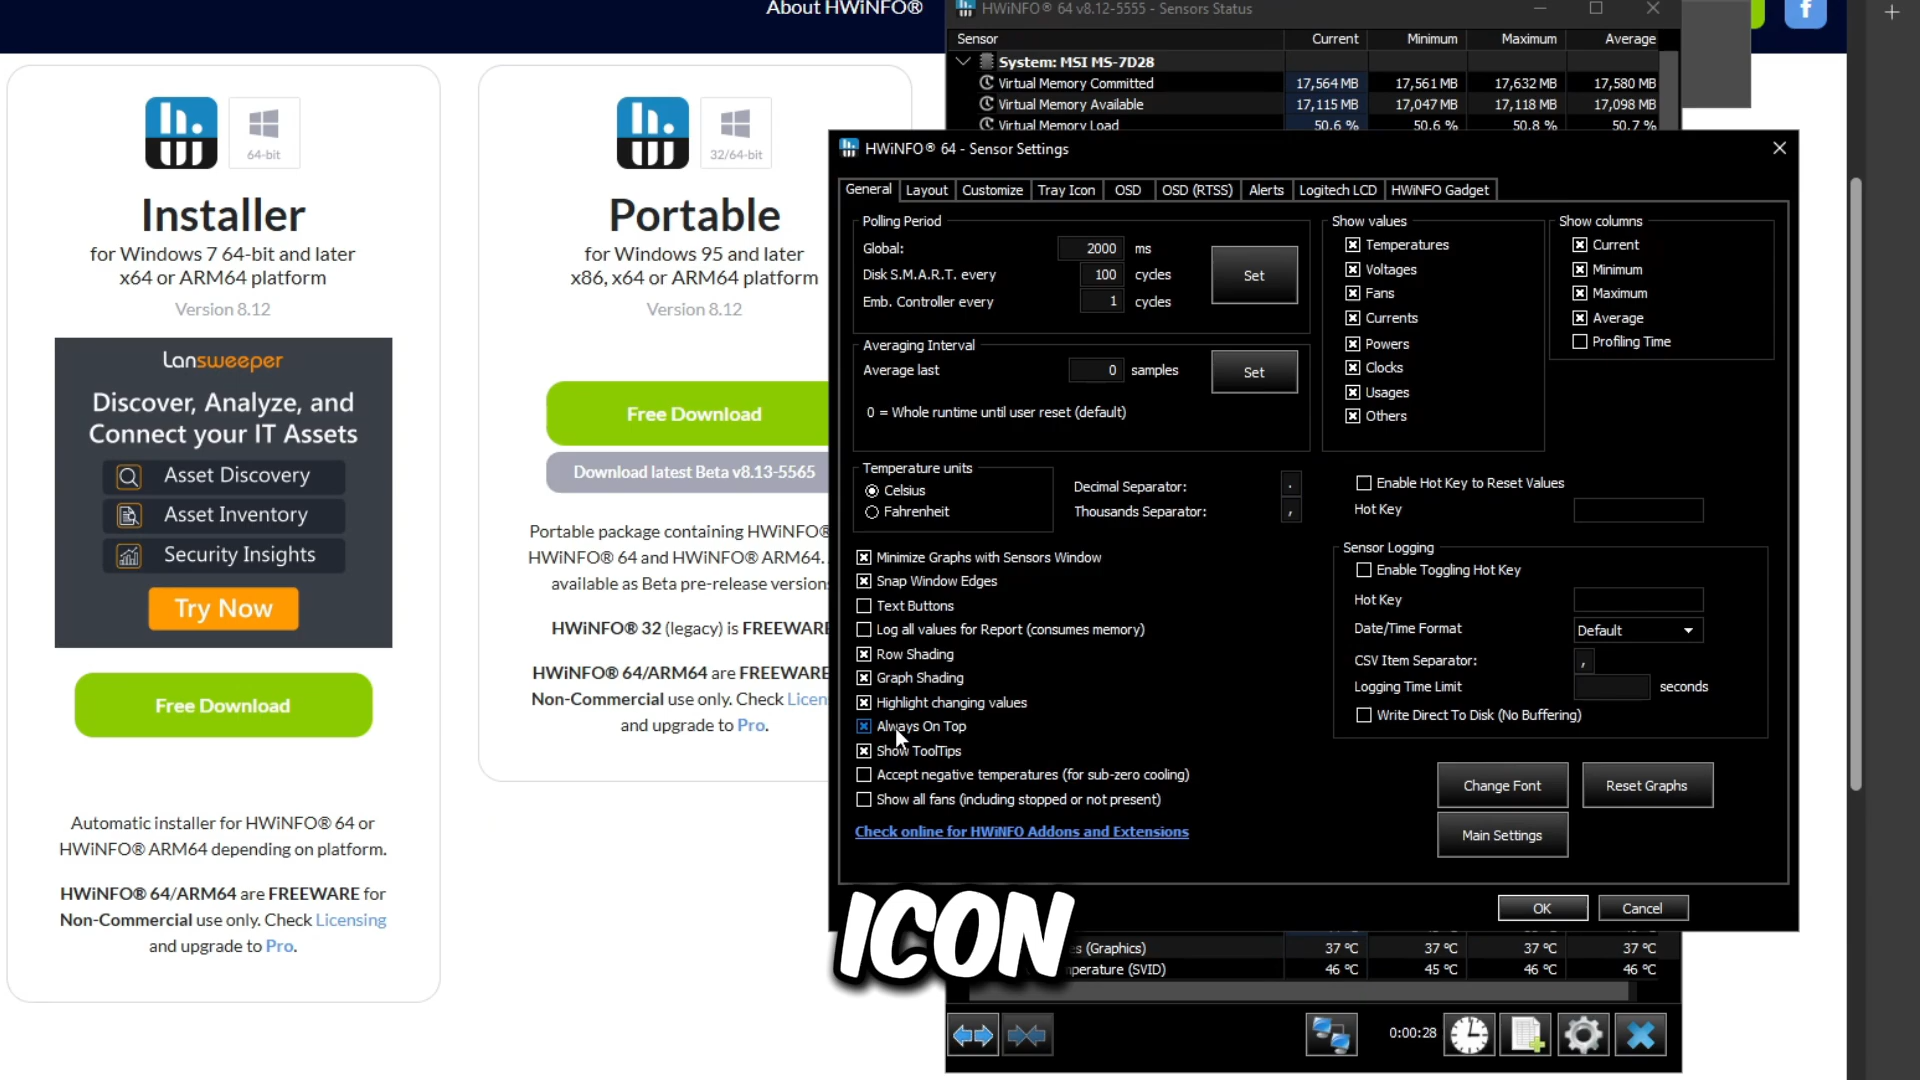 About HWiNFO®
64-bit
Installer
for Windows 7 64-bit and later
x64 or ARM64 platform
Version 8.12
Lansweeper
Discover, Analyze, and
Connect your IT Assets
Asset Discovery
Asset Inventory
Security Insights
Try Now
Free Download
Automatic installer for HWiNFO® 64 or
HWiNFO® ARM64 depending on platform.
HWiNFO® 64/ARM64 are FREEWARE for
Non-Commercial use only. Check Licensing
and upgrade to Pro.
32/64-bit
Portable
for Windows 95 and later
x86, x64 or ARM64 platform
Version 8.12
Free Download
Download latest Beta v8.13-5565
Portable package containing HWiNFO®
HWiNFO® 64 and HWiNFO® ARM64.
available as Beta pre-release
HWiNFO® 32 (legacy) is
HWiNFO® 64/ARM64 are
Non-Commercial use only. Check
and upgrade to Pro.
HWiNFO® 64 v8.12-5555 - Sensors Status
Sensor Current Minimum Maximum Average
System: MSI MS-7D28
Virtual Memory Committed 17,564 MB 17,561 MB 17,632 MB 17,580 MB
Virtual Memory Available 17,115 MB 17,047 MB 17,118 MB 17,098 MB
Virtual Memory Load 50.6 % 50.6 % 50.8 % 50.7 %
HWiNFO® 64 - Sensor Settings
General Layout Customize Tray Icon OSD OSD (RTSS) Alerts Logitech LCD HWiNFO Gadget
Polling Period
Global: 2000 ms
Disk S.M.A.R.T. every 100 cycles
Emb. Controller every 1 cycles
Set
Averaging Interval
Average last 0 samples
Set
0 = Whole runtime until user reset (default)
Show values
Temperatures
Voltages
Fans
Currents
Powers
Clocks
Usages
Others
Show columns
Current
Minimum
Maximum
Average
Profiling Time
Temperature units
Celsius
Fahrenheit
Decimal Separator: .
Thousands Separator: ,
Enable Hot Key to Reset Values
Hot Key
Minimize Graphs with Sensors Window
Snap Window Edges
Text Buttons
Log all values for Report (consumes memory)
Row Shading
Graph Shading
Highlight changing values
Always On Top
Show ToolTips
Accept negative temperatures (for sub-zero cooling)
Show all fans (including stopped or not present)
Check online for HWiNFO Addons and Extensions
Sensor Logging
Enable Toggling Hot Key
Hot Key
Date/Time Format Default
CSV Item Separator: ,
Logging Time Limit seconds
Write Direct To Disk (No Buffering)
Change Font Reset Graphs
Main Settings
OK Cancel
ICON
(Graphics) 37 °C 37 °C 37 °C 37 °C
(SVID) 46 °C 45 °C 46 °C 46 °C
0:00:28